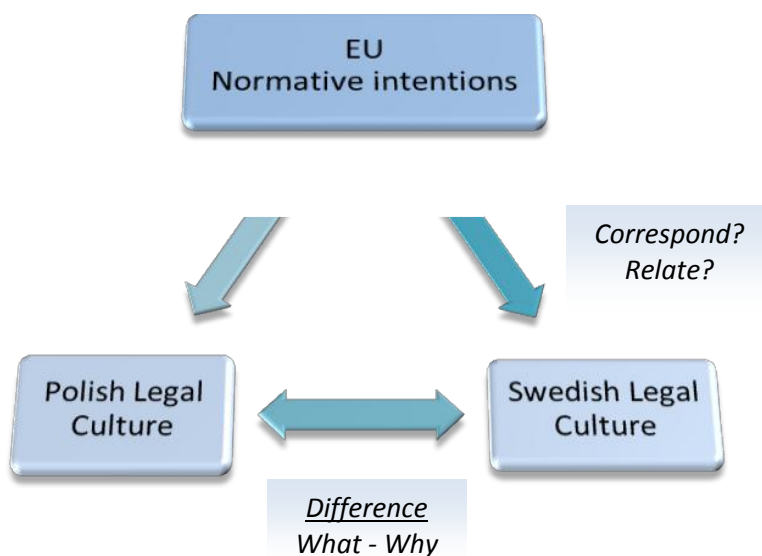 EU
Normative intentions
Correspond?
Relate?
Polish Legal
Culture
Swedish Legal
Culture
Difference
What - Why